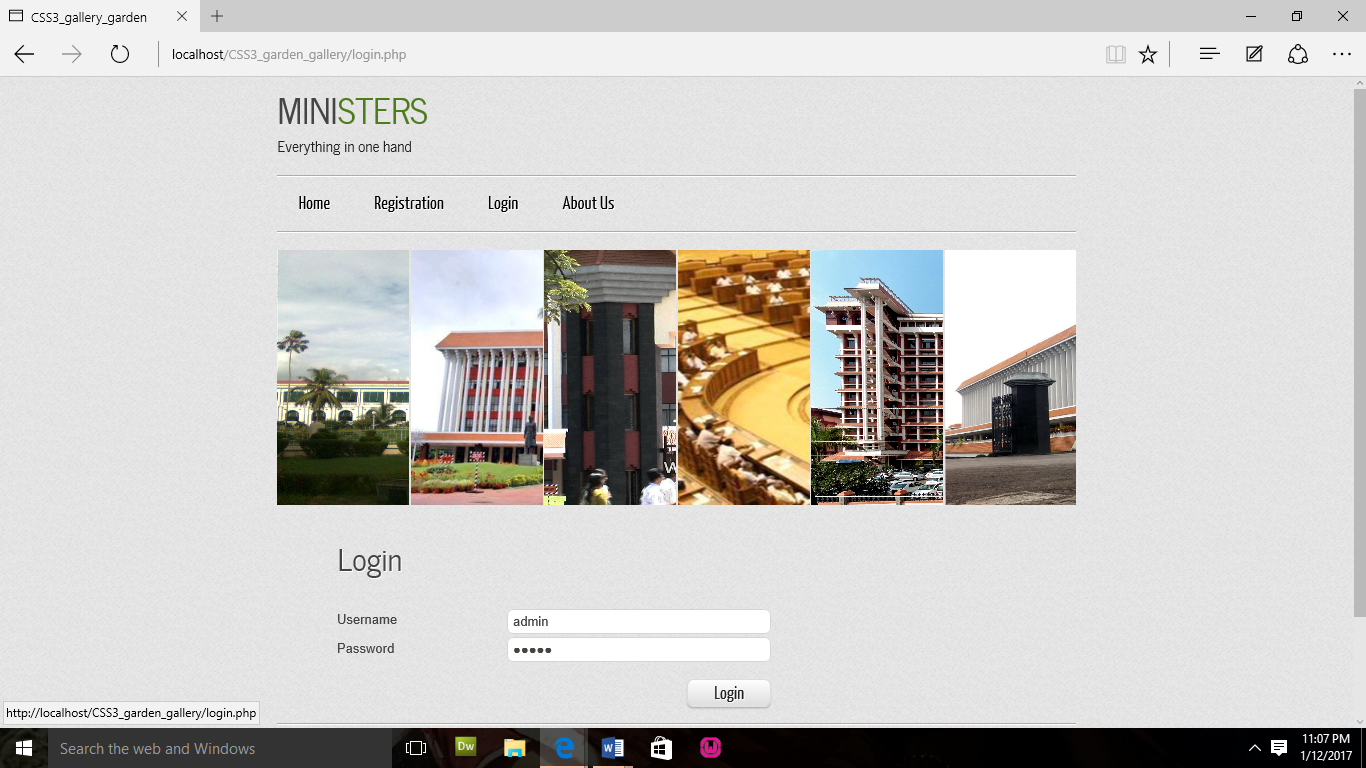 CSS3_gallery_garden
localhost/CSS3_garden_gallery/login.php
MINISTERS
Everything in one hand
Home Registration Login About Us
Login
Username admin
Password •••••
Login
http://localhost/CSS3_garden_gallery/login.php
Search the web and Windows
Dw
11:07 PM
1/12/2017